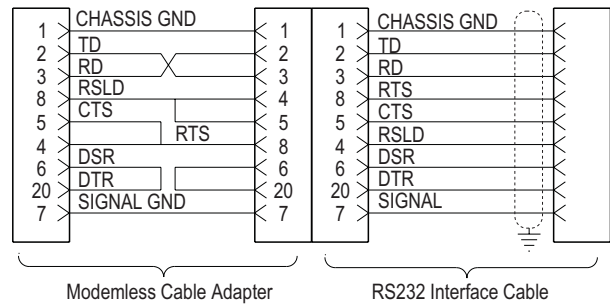 CHASSIS GND
1 1
TD
2 2
RD
3 3
RSLD
8 4
CTS
5 5
RTS
4 8
DSR
6 6
DTR
20 20
SIGNAL GND
7 7
CHASSIS GND
1
TD
2
RD
3
RTS
4
CTS
5
RSLD
8
DSR
6
DTR
20
SIGNAL
7
Modemless Cable Adapter
RS232 Interface Cable